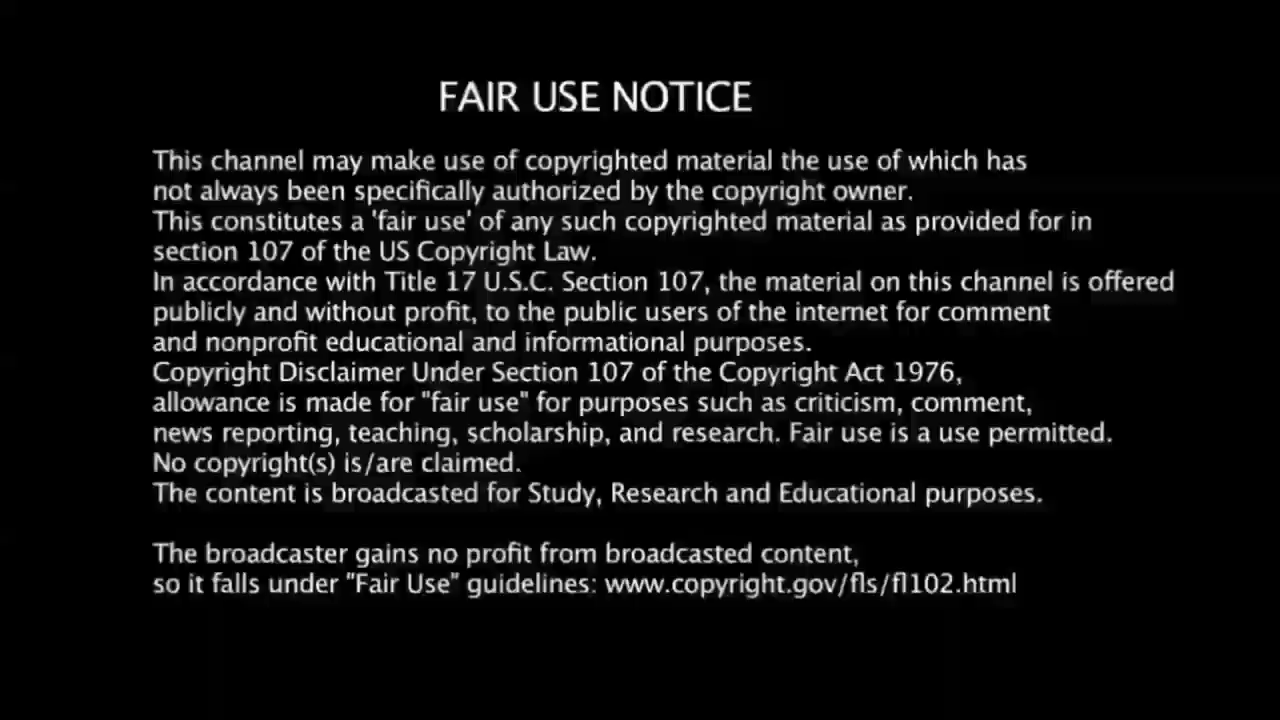 FAIR USE NOTICE
This channel may make use of copyrighted material the use of which has
not always been specifically authorized by the copyright owner.
This constitutes a 'fair use' of any such copyrighted material as provided for in
section 107 of the US Copyright Law.
In accordance with Title 17 U.S.C. Section 107, the material on this channel is offered
publicly and without profit, to the public users of the internet for comment
and nonprofit educational and informational purposes.
Copyright Disclaimer Under Section 107 of the Copyright Act 1976,
allowance is made for "fair use" for purposes such as criticism, comment,
news reporting, teaching, scholarship, and research. Fair use is a use permitted.
No copyright(s) is/are claimed.
The content is broadcasted for Study, Research and Educational purposes.
The broadcaster gains no profit from broadcasted content,
so it falls under "Fair Use" guidelines: www.copyright.gov/fls/fl102.html